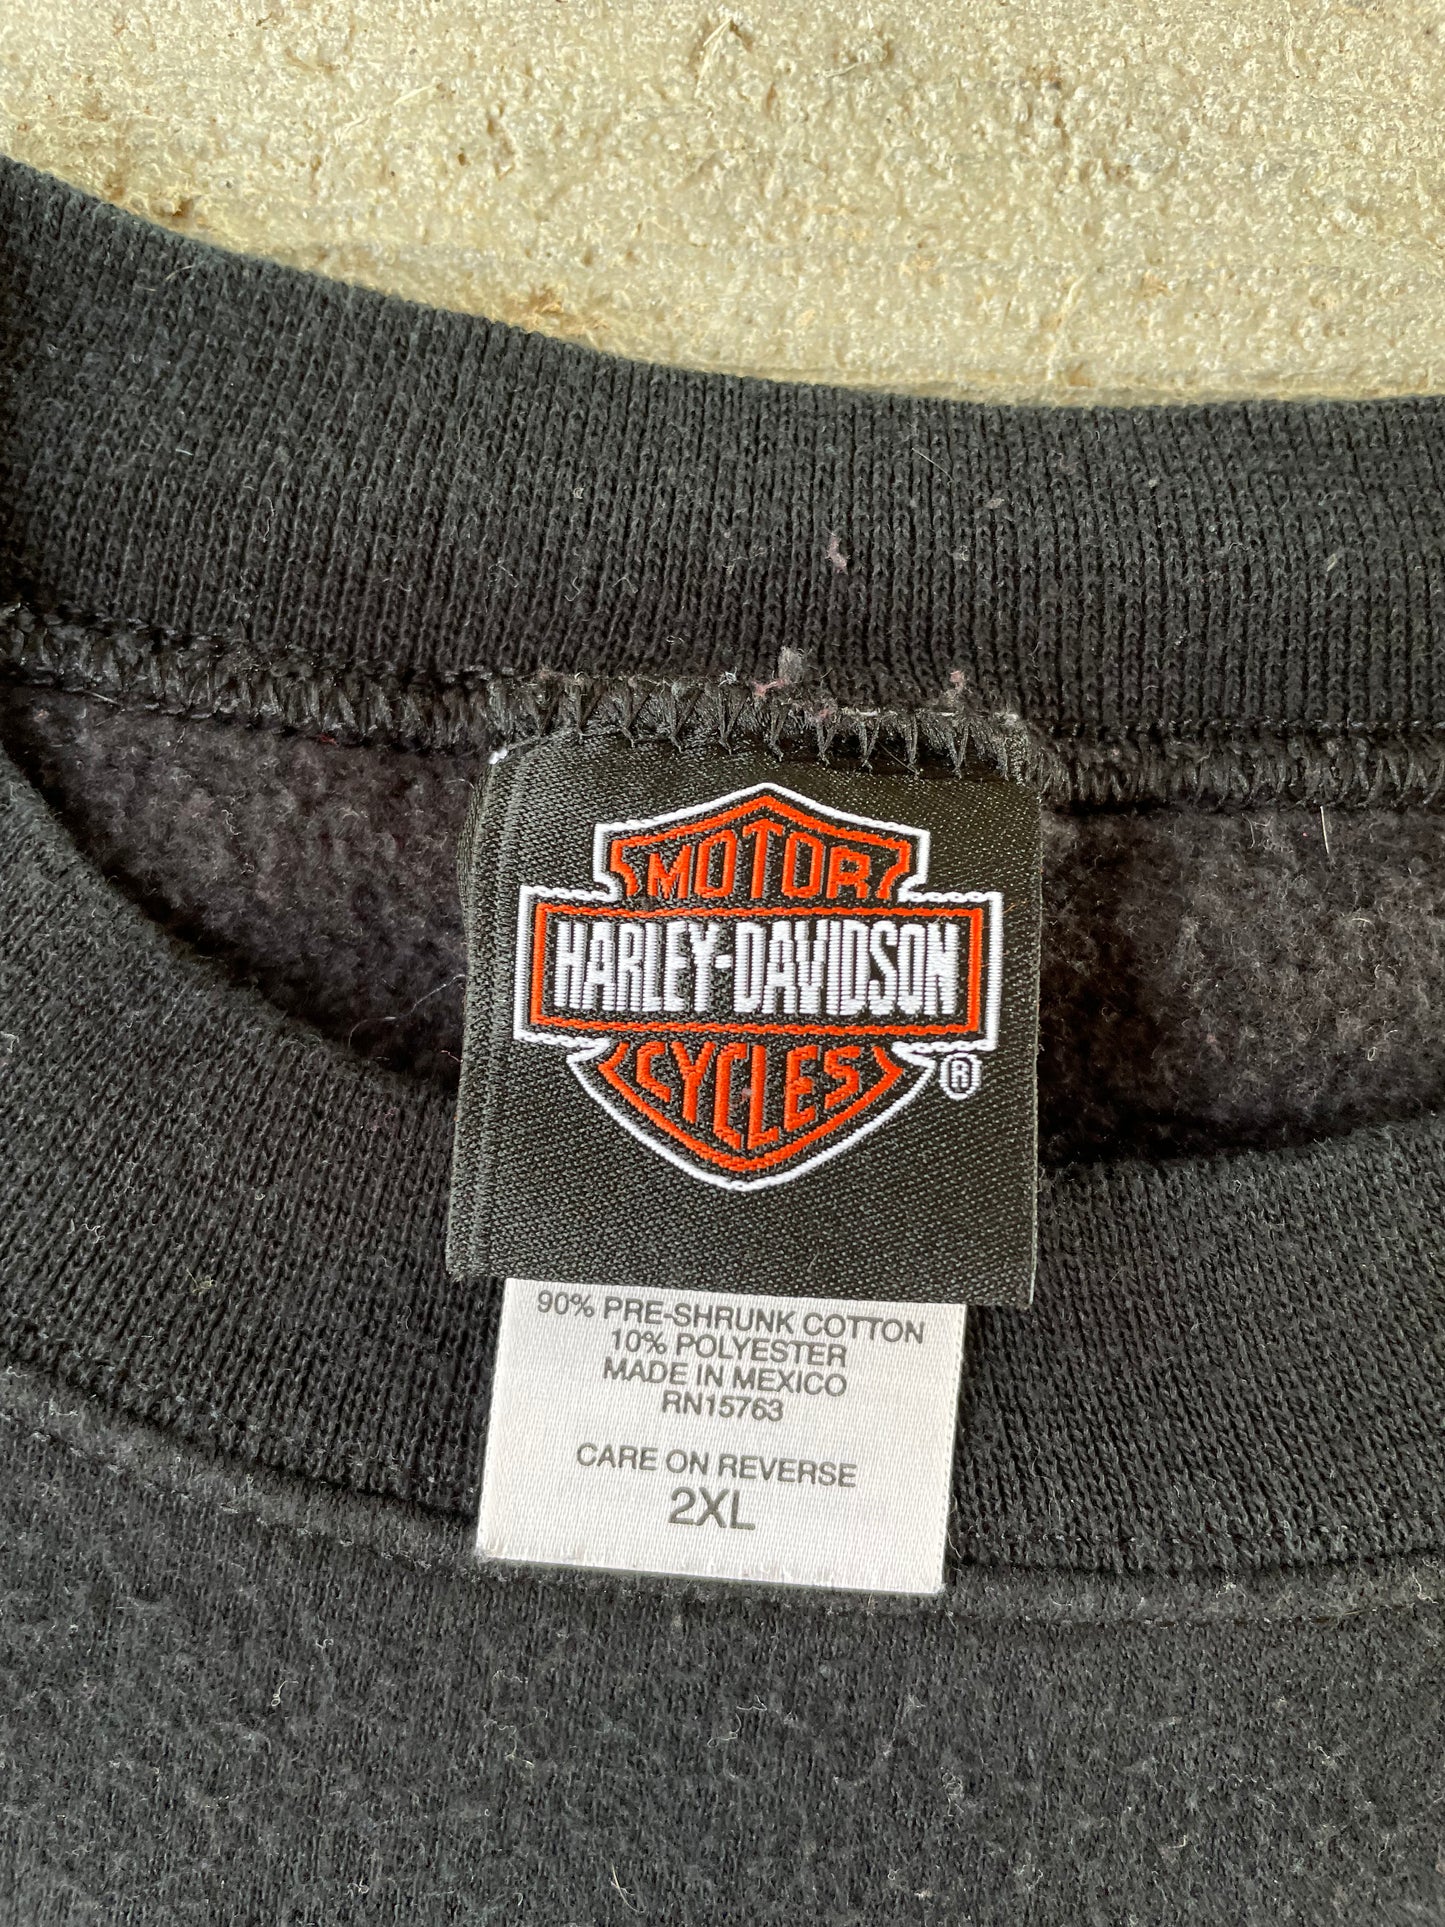 MOTOR
HARLEY-DAVIDSON
CYCLES
®
90% PRE-SHRUNK COTTON
10% POLYESTER
MADE IN MEXICO
RN15763
CARE ON REVERSE
2XL